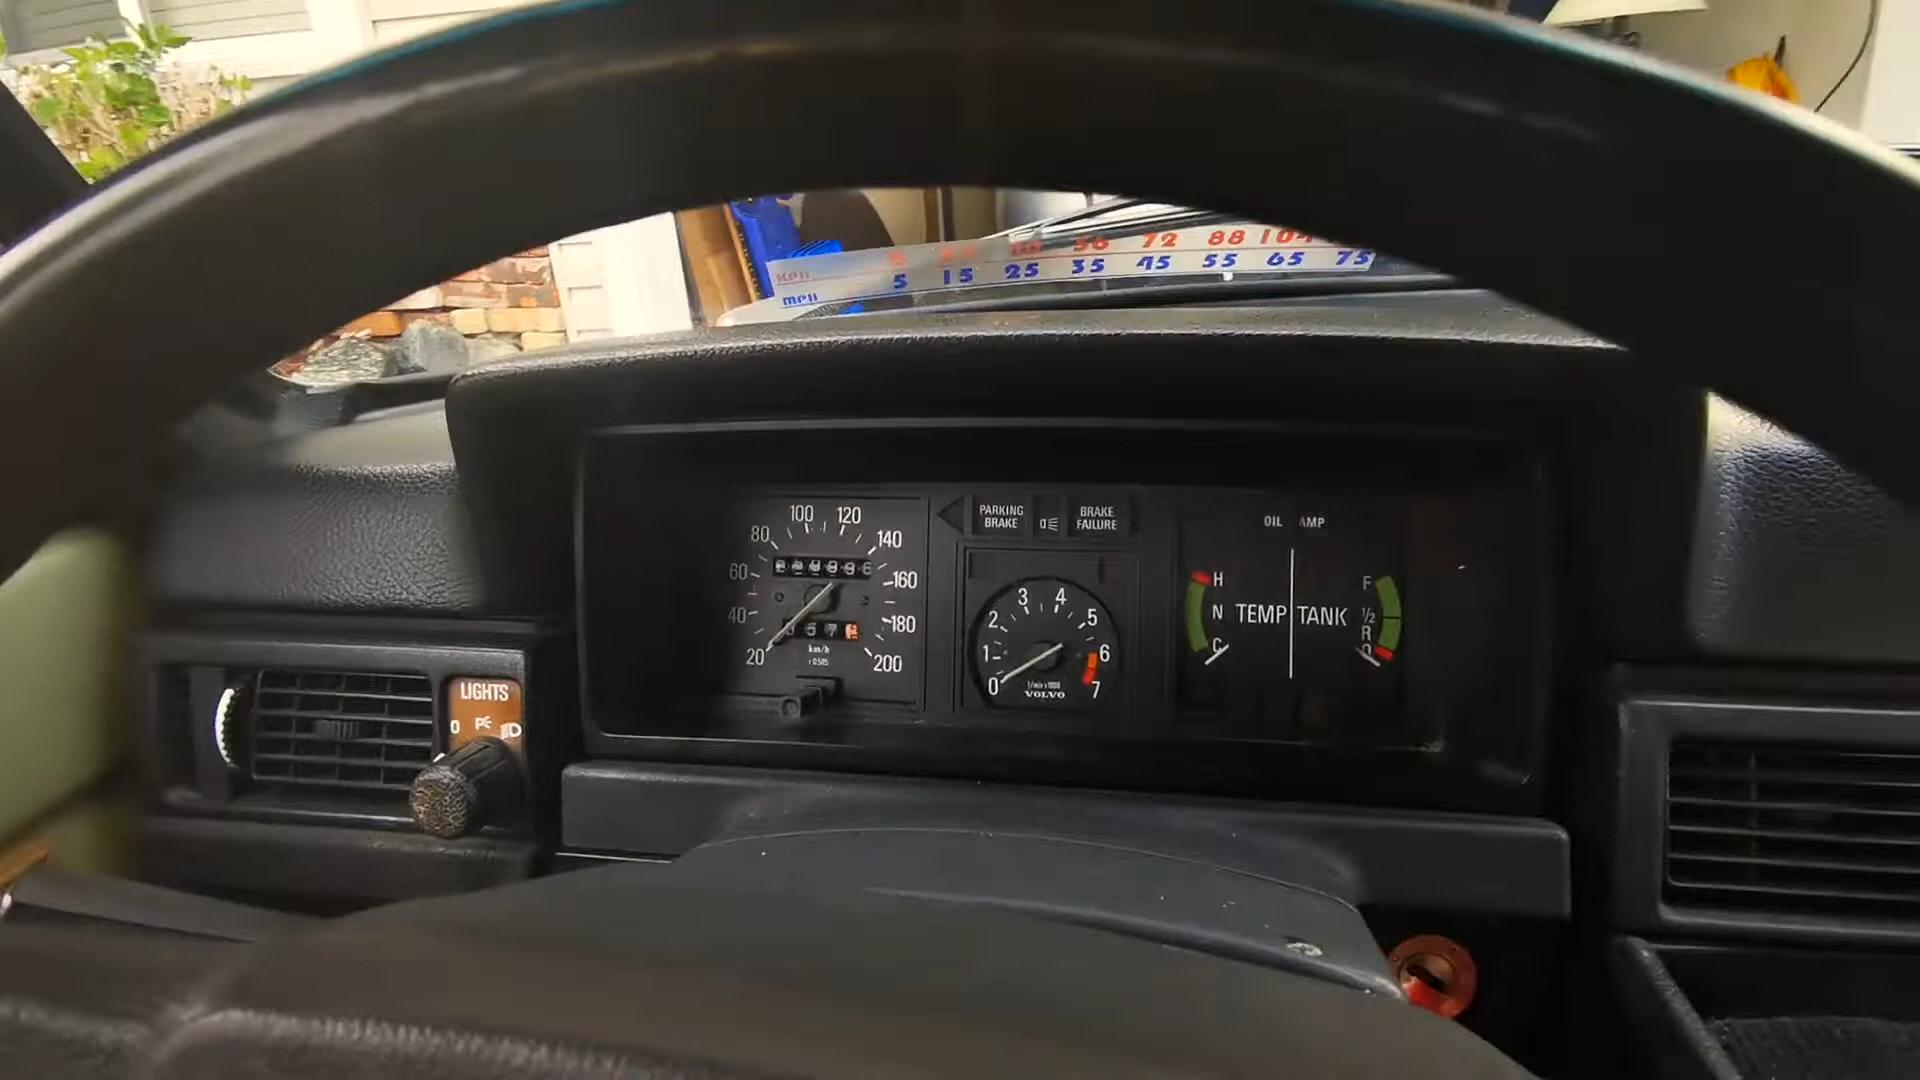 88 104
72
56
mph 5 15 25 35 45 55 65 75
100 120
80 140
60 160
40 180
20 200
km/h
PARKING BRAKE
BRAKE FAILURE
0 1 2 3 4 5 6 7
VOLVO
OIL AMP
H
N TEMP
C
F
TANK 1/2
R
0
LIGHTS
0